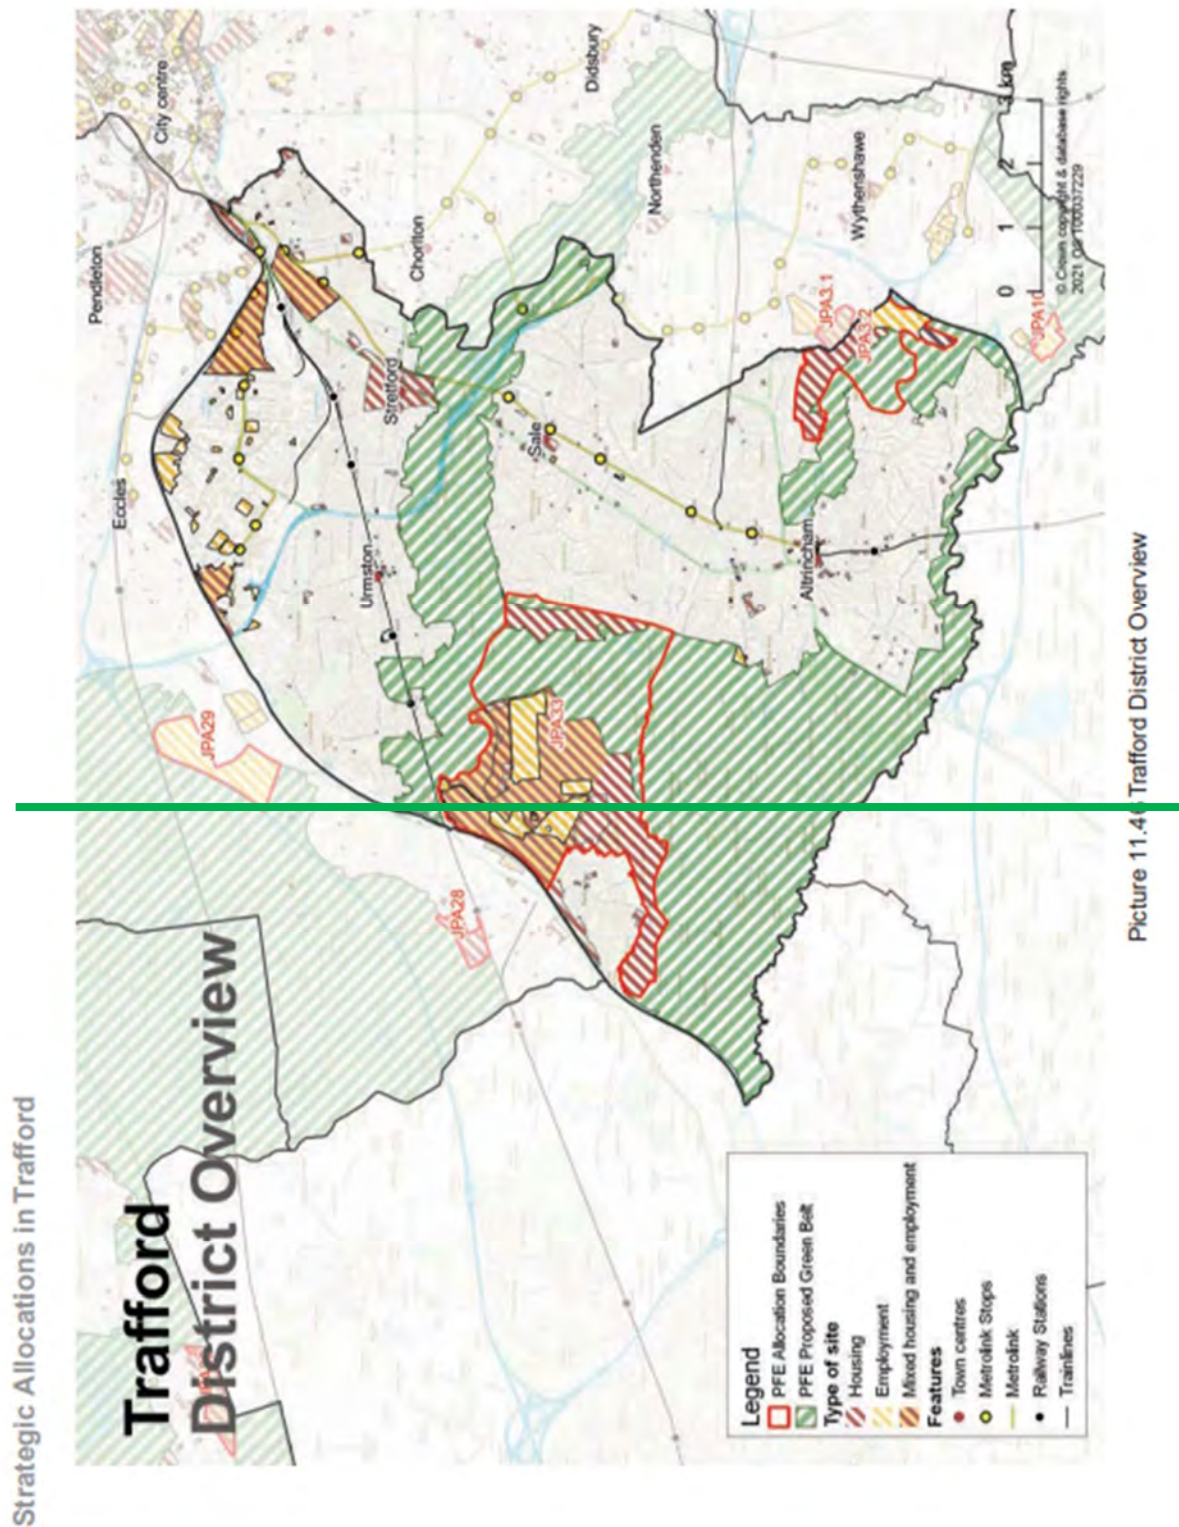 Strategic Allocations in Trafford
Trafford
District Overview
City centre
Pendleton
Eccles
Didsbury
Northenden
Chorlton
Stretford
Urmston
Sale
Wythenshawe
Altrincham
JPA29
JPA28
JPA33
JPA3.1
JPA3.2
JPA10
Legend
PFE Allocation Boundaries
PFE Proposed Green Belt
Type of site
Housing
Employment
Mixed housing and employment
Features
Town centres
Metrolink Stops
Metrolink
Railway Stations
Trainlines
0 1 2 3 km
© Crown copyright & database rights
2021 OS 100037229
Picture 11.46 Trafford District Overview